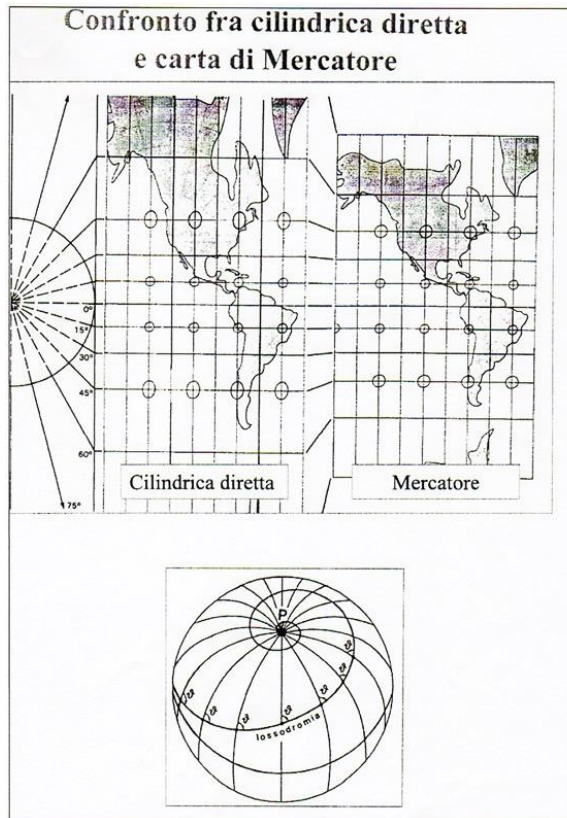 Confronto fra cilindrica diretta
e carta di Mercatore
0°
15°
30°
45°
60°
75°
Cilindrica diretta
Mercatore
P
lossodromia